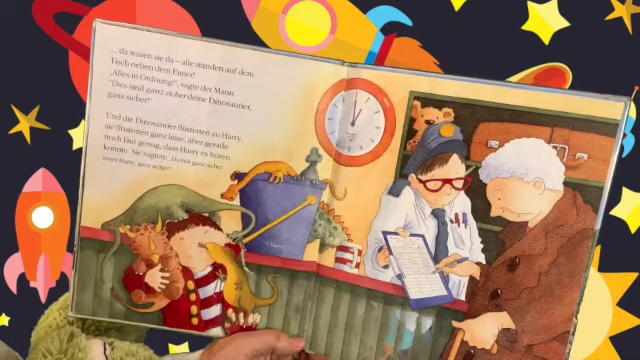 ... da waren sie da – alle standen auf dem
Tisch neben dem Eimer!
„Alles in Ordnung!“, sagte der Mann.
"Dies sind ganz sicher deine Dinosaurier,
ganz sicher!"
Und die Dinosaurier flüsterten zu Harry,
sie flüsterten ganz leise, aber gerade
noch laut genug, dass Harry es hören
konnte. Sie sagten: „Du bist ganz sicher
unser Harry, ganz sicher!“